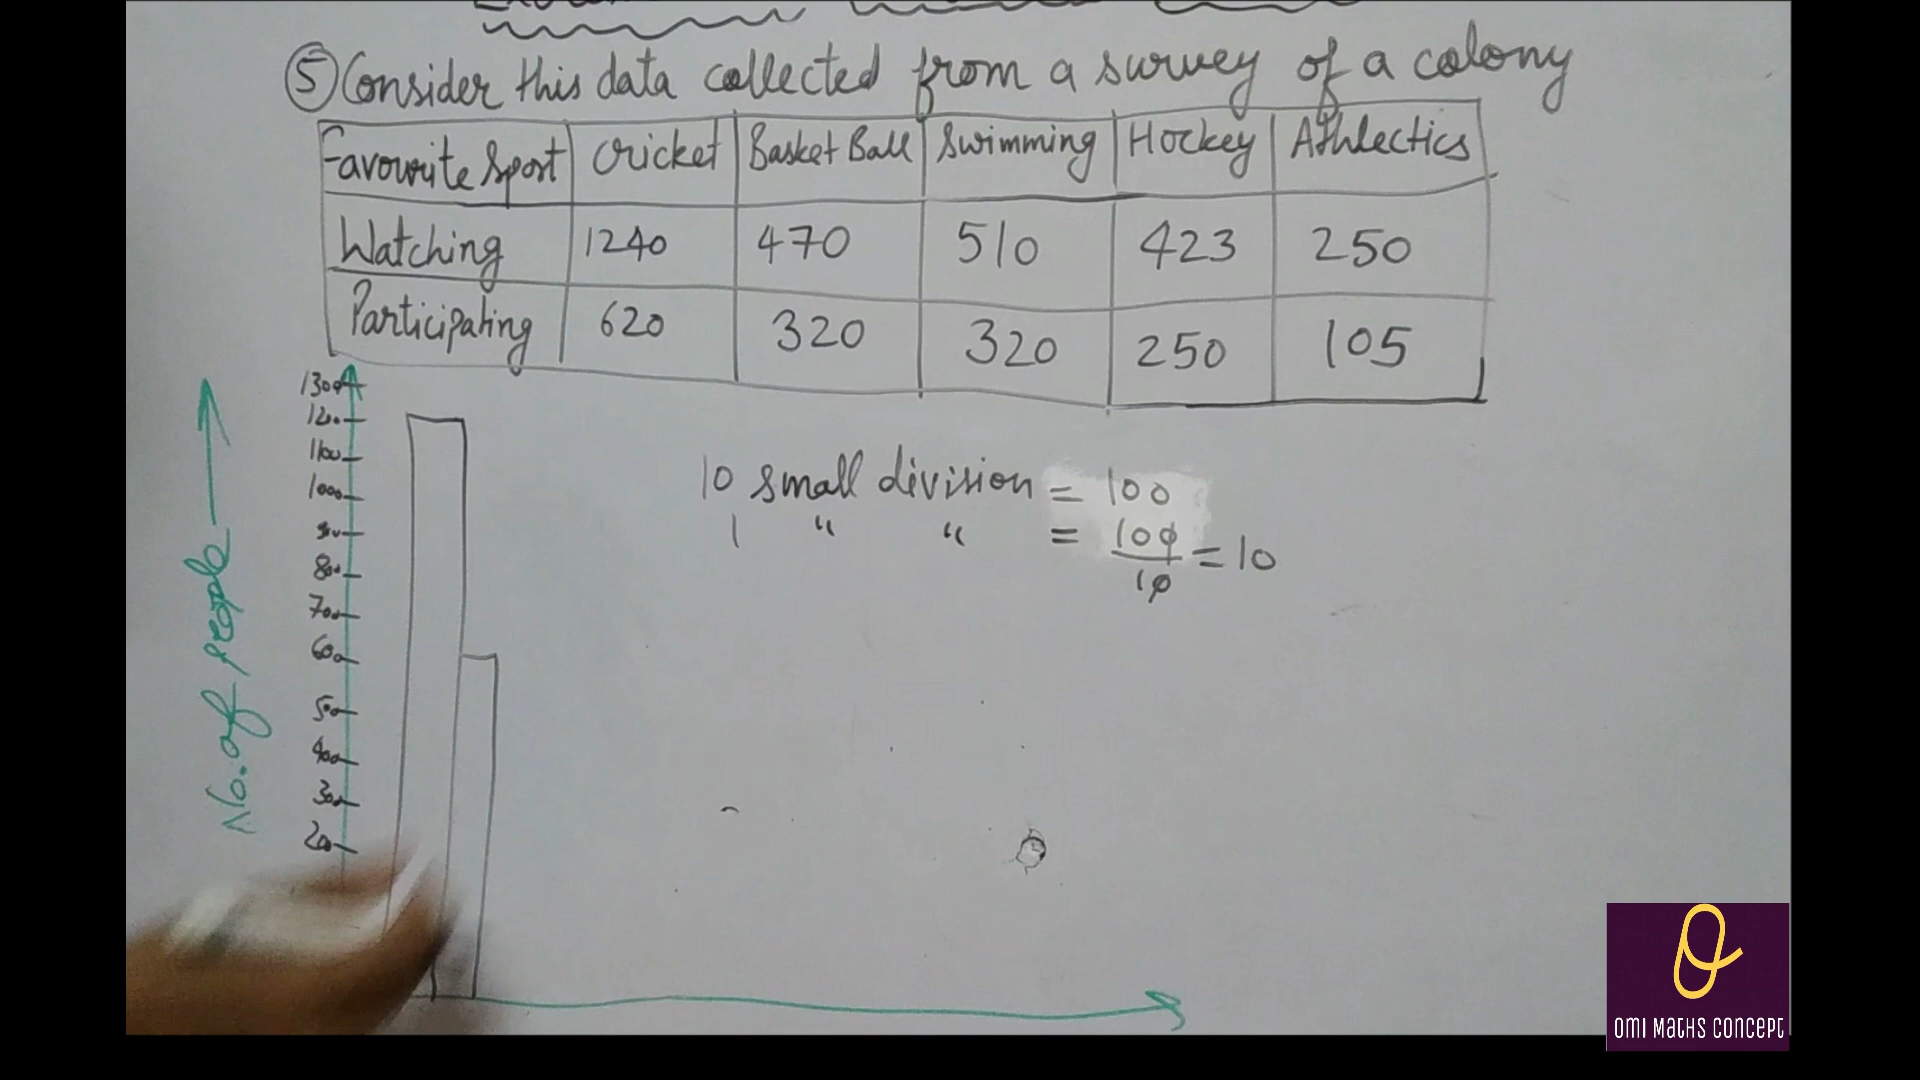 ⑤ Consider this data collected from a survey of a colony
Favourite Sport Cricket Basket Ball Swimming Hockey Athlectics
Watching 1240 470 510 423 250
Participating 620 320 320 250 105
1300
1200
1100
1000
900
800
700
600
500
400
300
200
No. of people
10 small division = 100
1 " " = 100/10 = 10
OMI MATHS CONCEPT